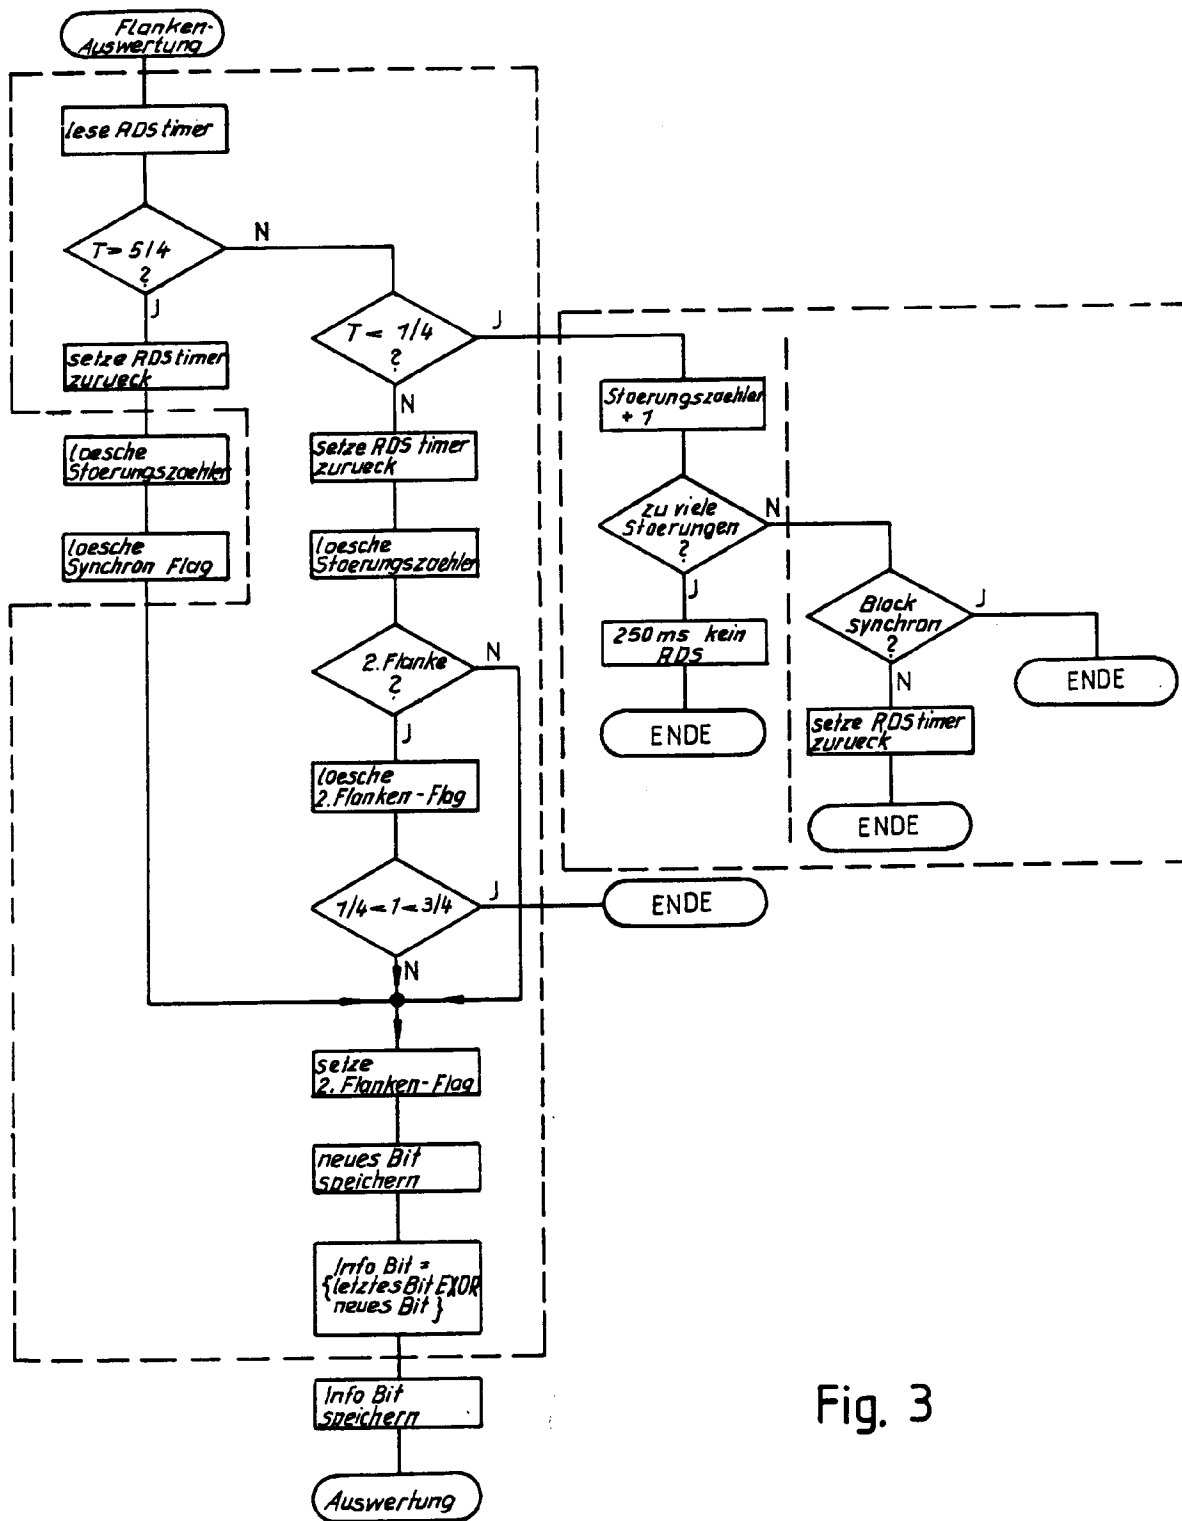 Flanken-
Auswertung
lese RDS timer
T > 5/4
?
N
J
setze RDS timer
zurueck
loesche
Stoerungszaehler
loesche
Synchron Flag
T < 1/4
?
J
N
setze RDS timer
zurueck
loesche
Stoerungszaehler
2. Flanke
?
N
J
loesche
2. Flanken-Flag
1/4 < 1 < 3/4
J
ENDE
N
setze
2. Flanken-Flag
neues Bit
speichern
Info Bit =
{letztes Bit EXOR
neues Bit}
Info Bit
speichern
Auswertung
Stoerungszaehler
+ 1
zu viele
Stoerungen
?
N
J
250 ms kein
RDS
ENDE
Block
synchron
?
J
ENDE
N
setze RDS timer
zurueck
ENDE
Fig. 3